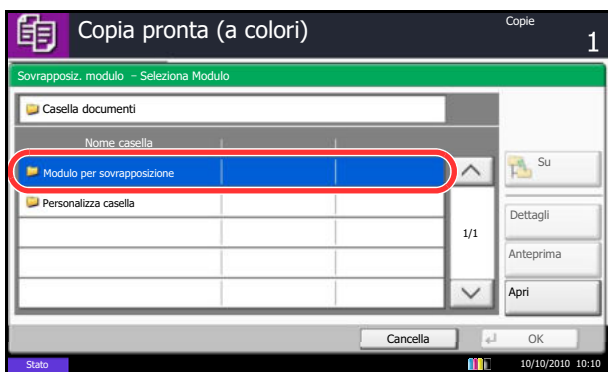 Copia pronta (a colori)
Copie
1
Sovrapposiz. modulo – Seleziona Modulo
Casella documenti
Nome casella
Modulo per sovrapposizione
Su
Personalizza casella
Dettagli
1/1
Anteprima
Apri
Cancella
OK
Stato
10/10/2010 10:10